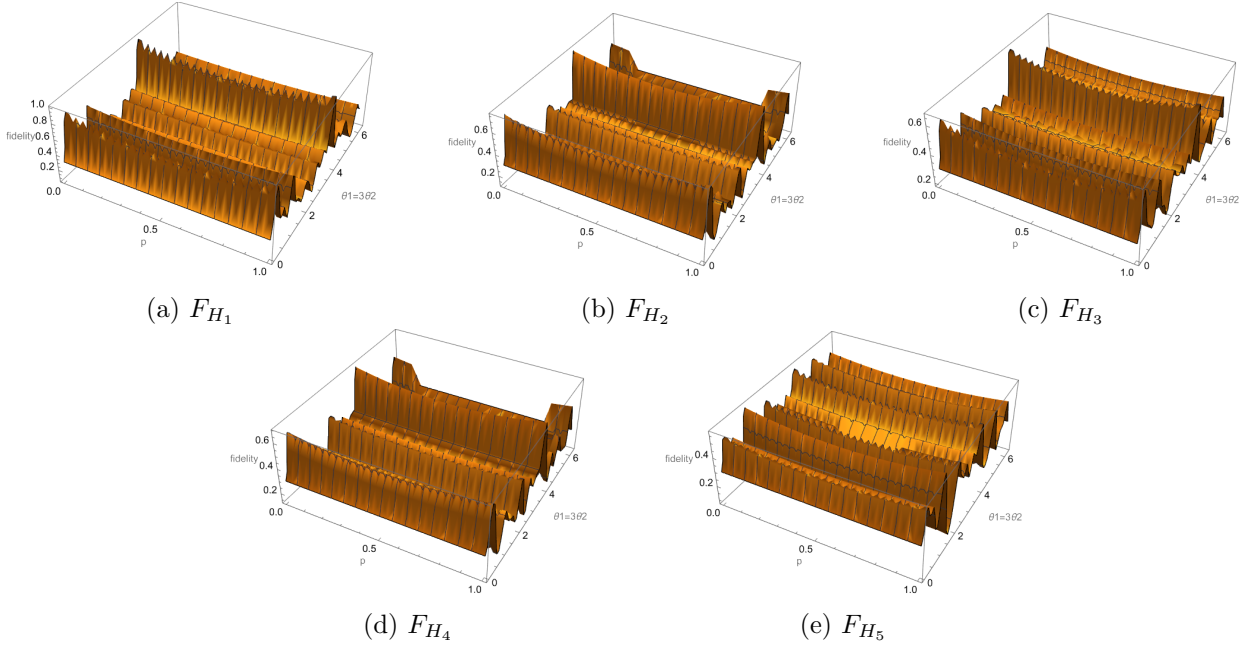 1.0
0.8
0.6
fidelity
0.4
0.2
0.0
0.5
p
1.0
0
2
4
6
θ1=3θ2
(a) F_{H_1}
0.6
fidelity
0.4
0.2
0.0
0.5
p
1.0
0
2
4
6
θ1=3θ2
(b) F_{H_2}
0.6
fidelity
0.4
0.2
0.0
0.5
p
1.0
0
2
4
6
θ1=3θ2
(c) F_{H_3}
0.6
fidelity
0.4
0.2
0.0
0.5
p
1.0
0
2
4
6
θ1=3θ2
(d) F_{H_4}
fidelity
0.4
0.2
0.0
0.5
p
1.0
0
2
4
6
θ1=3θ2
(e) F_{H_5}